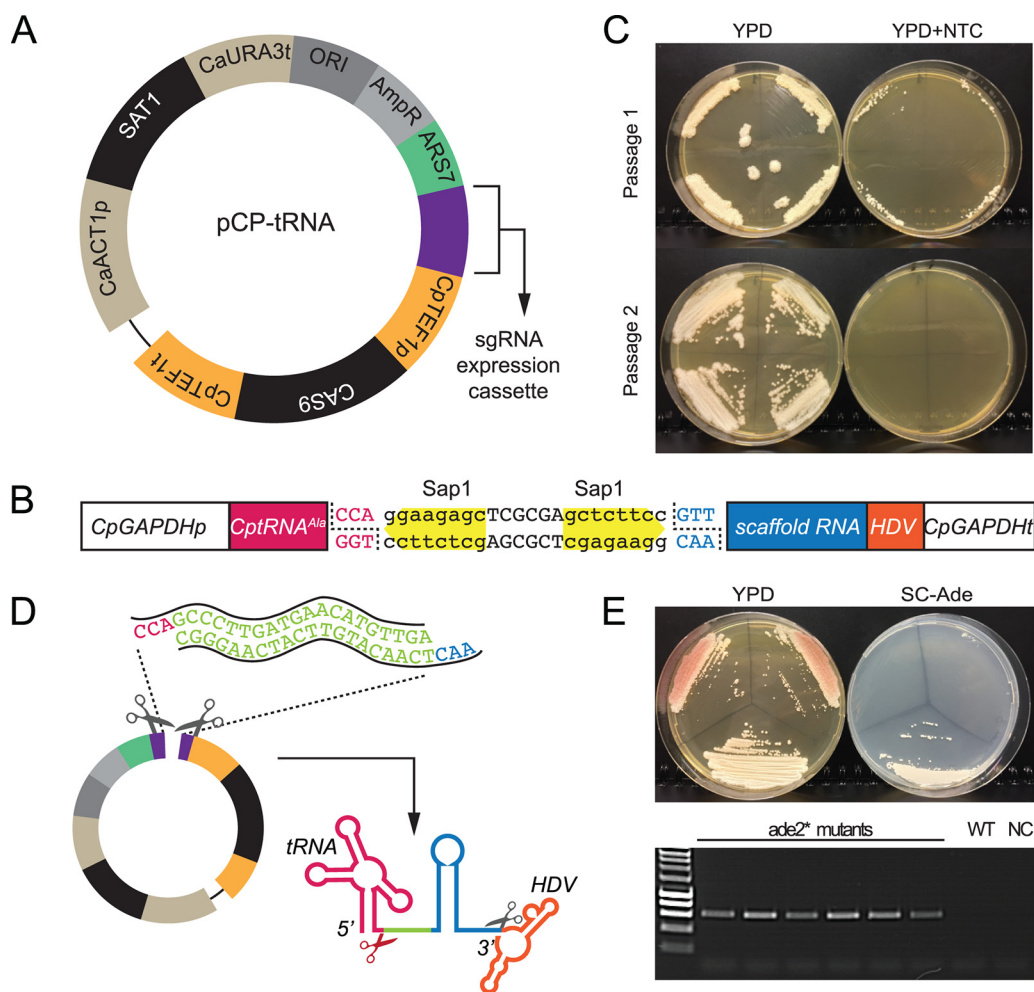 A
CaURA3t
ORI
AmpR
ARS7
SAT1
CaACT1p
pCP-tRNA
CpTEF1p
CpTEF1t
CAS9
sgRNA
expression
cassette
C
YPD
YPD+NTC
Passage 1
Passage 2
B
Sap1
Sap1
CpGAPDHp
CptRNAAla
CCA ggaagagcTCGCGAgctcttcc GTT
GGT ccttctcgAGCGCTcgagaagg CAA
scaffold RNA
HDV
CpGAPDHt
D
CCAGCCCTTGATGAACATGTTGA
CGGGAACTACTTGTACAACTCAA
tRNA
HDV
5’
3’
E
YPD
SC-Ade
ade2* mutants
WT
NC